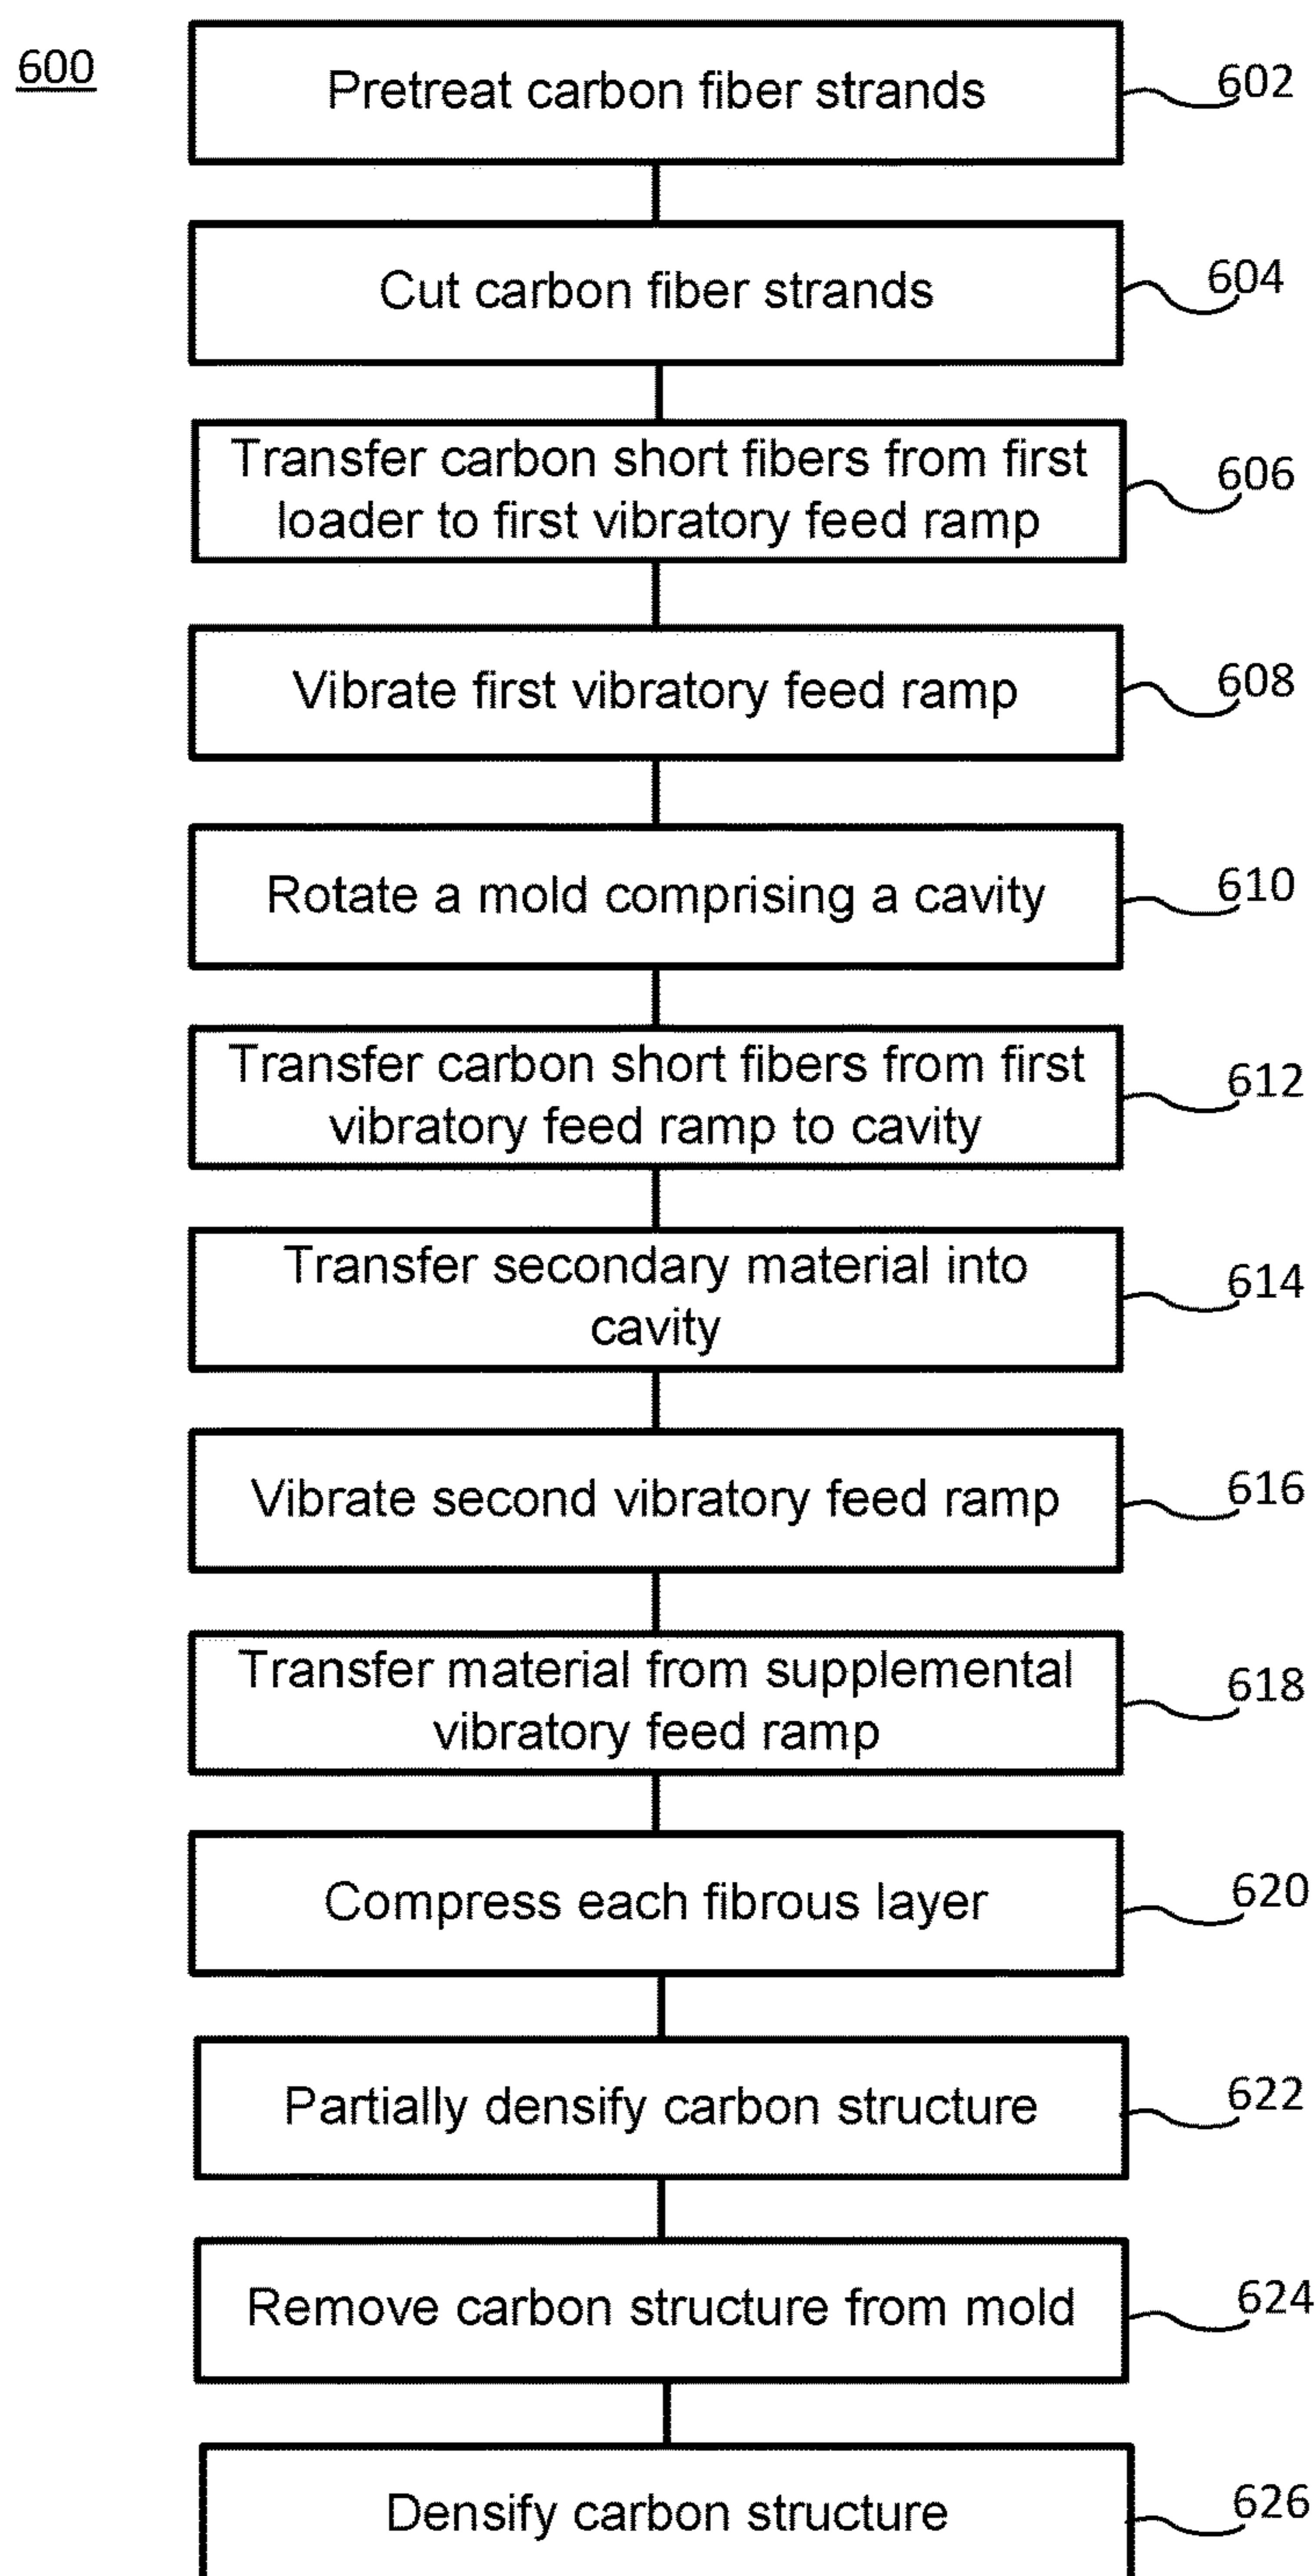 600
Pretreat carbon fiber strands
602
Cut carbon fiber strands
604
Transfer carbon short fibers from first
loader to first vibratory feed ramp
606
Vibrate first vibratory feed ramp
608
Rotate a mold comprising a cavity
610
Transfer carbon short fibers from first
vibratory feed ramp to cavity
612
Transfer secondary material into
cavity
614
Vibrate second vibratory feed ramp
616
Transfer material from supplemental
vibratory feed ramp
618
Compress each fibrous layer
620
Partially densify carbon structure
622
Remove carbon structure from mold
624
Densify carbon structure
626